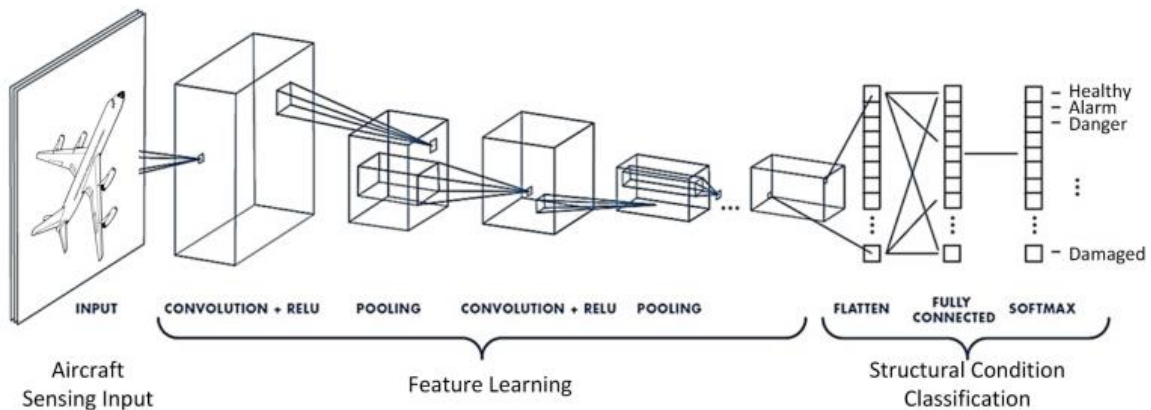 Healthy
Alarm
Danger
Damaged
INPUT
CONVOLUTION + RELU
POOLING
CONVOLUTION + RELU
POOLING
FLATTEN
FULLY
CONNECTED
SOFTMAX
Aircraft
Sensing Input
Feature Learning
Structural Condition
Classification